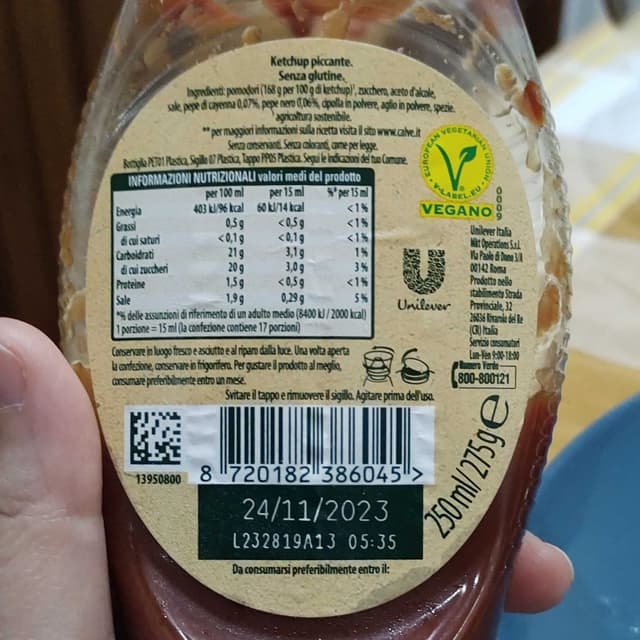 Ketchup piccante.
Senza glutine.
Ingredienti: pomodori (168 g per 100 g di ketchup)*, zucchero, aceto d'alcole,
sale, pepe di cayenna 0,07%, pepe nero 0,06%, cipolla in polvere, aglio in polvere, spezie.
*agricoltura sostenibile.
**per maggiori informazioni sulla ricetta visita il sito www.calve.it
Senza conservanti. Senza coloranti, come per legge.
Bottiglia PET01 Plastica, Sigillo 07 Plastica, Tappo PP05 Plastica. Segui le indicazioni del tuo Comune.
INFORMAZIONI NUTRIZIONALI valori medi del prodotto
per 100 ml per 15 ml %* per 15 ml
Energia 403 kJ/96 kcal 60 kJ/14 kcal <1%
Grassi 0,5 g <0,5 g <1%
di cui saturi <0,1 g <0,1 g <1%
Carboidrati 21 g 3,1 g 1%
di cui zuccheri 20 g 3,0 g 3%
Proteine 1,5 g <0,5 g <1%
Sale 1,9 g 0,29 g 5%
*% delle assunzioni di riferimento di un adulto medio (8400 kJ / 2000 kcal)
1 porzione = 15 ml (la confezione contiene 17 porzioni)
Conservare in luogo fresco e asciutto e al riparo dalla luce. Una volta aperta
la confezione, conservare in frigorifero. Per gustare il prodotto al meglio,
consumare preferibilmente entro un mese.
Svitare il tappo e rimuovere il sigillo. Agitare prima dell'uso.
EUROPEAN VEGETARIAN UNION
V-LABEL.EU
VEGANO
0009
Unilever
Unilever Italia
Mkt Operations S.r.l.
Via Paolo di Dono 3/A
00142 Roma
Prodotto nello
stabilimento Strada
Provinciale, 32
26036 Rivarolo del Re
(CR) Italia
Servizio consumatori
Lun-Ven 9:00-18:00
Numero Verde
800-800121
13950800
8 720182 386045 >
250 ml/275 g e
24/11/2023
L232819A13 05:35
Da consumarsi preferibilmente entro il: